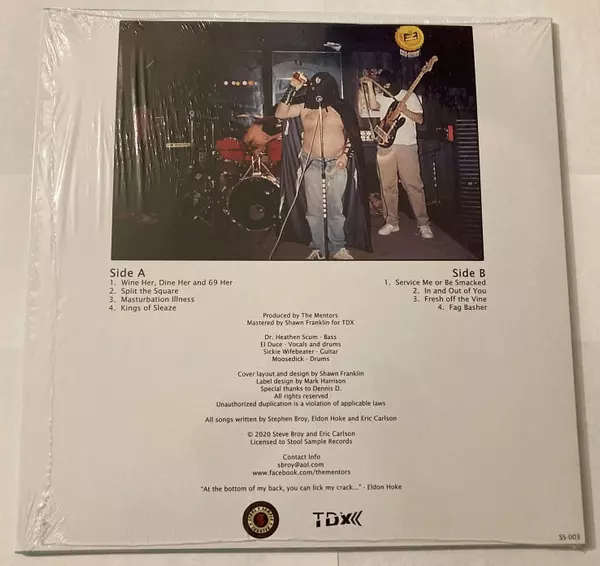 Side A
1. Wine Her, Dine Her and 69 Her
2. Split the Square
3. Masturbation Illness
4. Kings of Sleaze
Side B
1. Service Me or Be Smacked
2. In and Out of You
3. Fresh off the Vine
4. Fag Basher
Produced by The Mentors
Mastered by Shawn Franklin for TDX
Dr. Heathen Scum - Bass
El Duce - Vocals and drums
Sickie Wifebeater - Guitar
Moosedick - Drums
Cover layout and design by Shawn Franklin
Label design by Mark Harrison
Special thanks to Dennis D.
All rights reserved
Unauthorized duplication is a violation of applicable laws
All songs written by Stephen Broy, Eldon Hoke and Eric Carlson
© 2020 Steve Broy and Eric Carlson
Licensed to Stool Sample Records
Contact Info
sbroy@aol.com
www.facebook.com/thementors
"At the bottom of my back, you can lick my crack..." - Eldon Hoke
TDX
SS-003